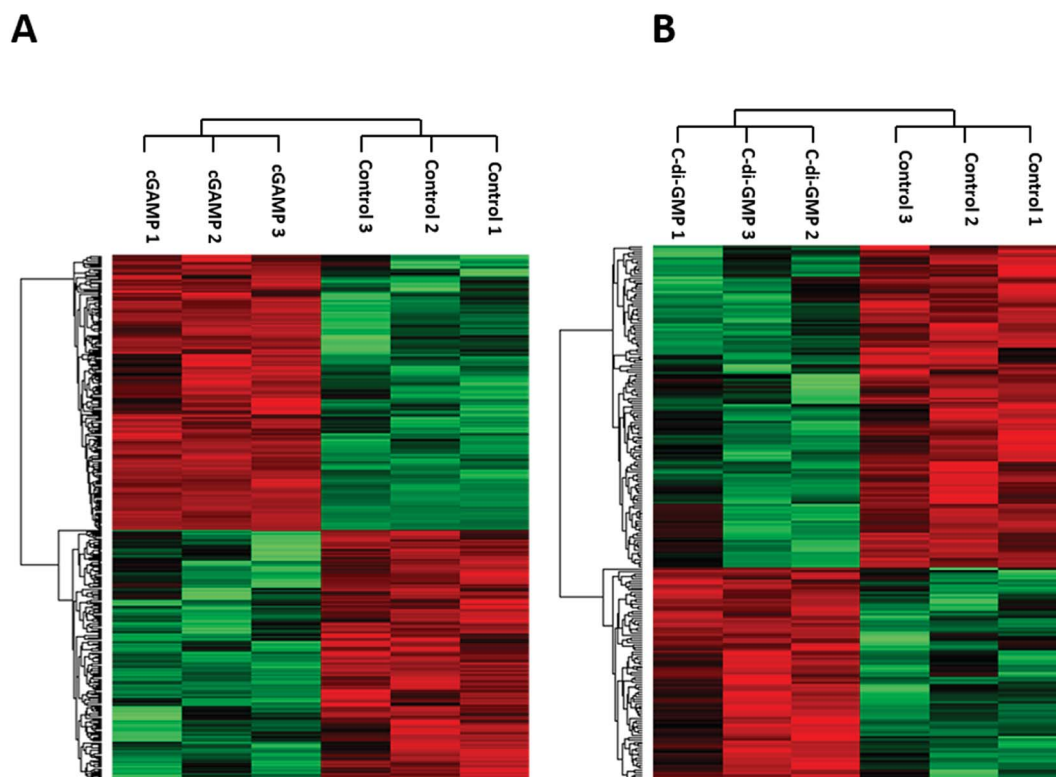 A
B
cGAMP 1
cGAMP 2
cGAMP 3
Control 3
Control 2
Control 1
C-di-GMP 1
C-di-GMP 3
C-di-GMP 2
Control 3
Control 2
Control 1